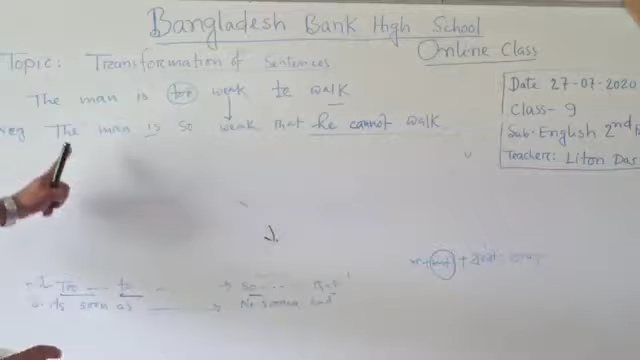 Bangladesh Bank High School
Online Class
Topic: Transformation of Sentences
The man is too weak to walk
neg The man is so weak that he cannot walk
Date 27-07-2020
Class- 9
Sub: English 2nd
Teacher: Liton Das
Too ... to → so ...
As soon as → No sooner had